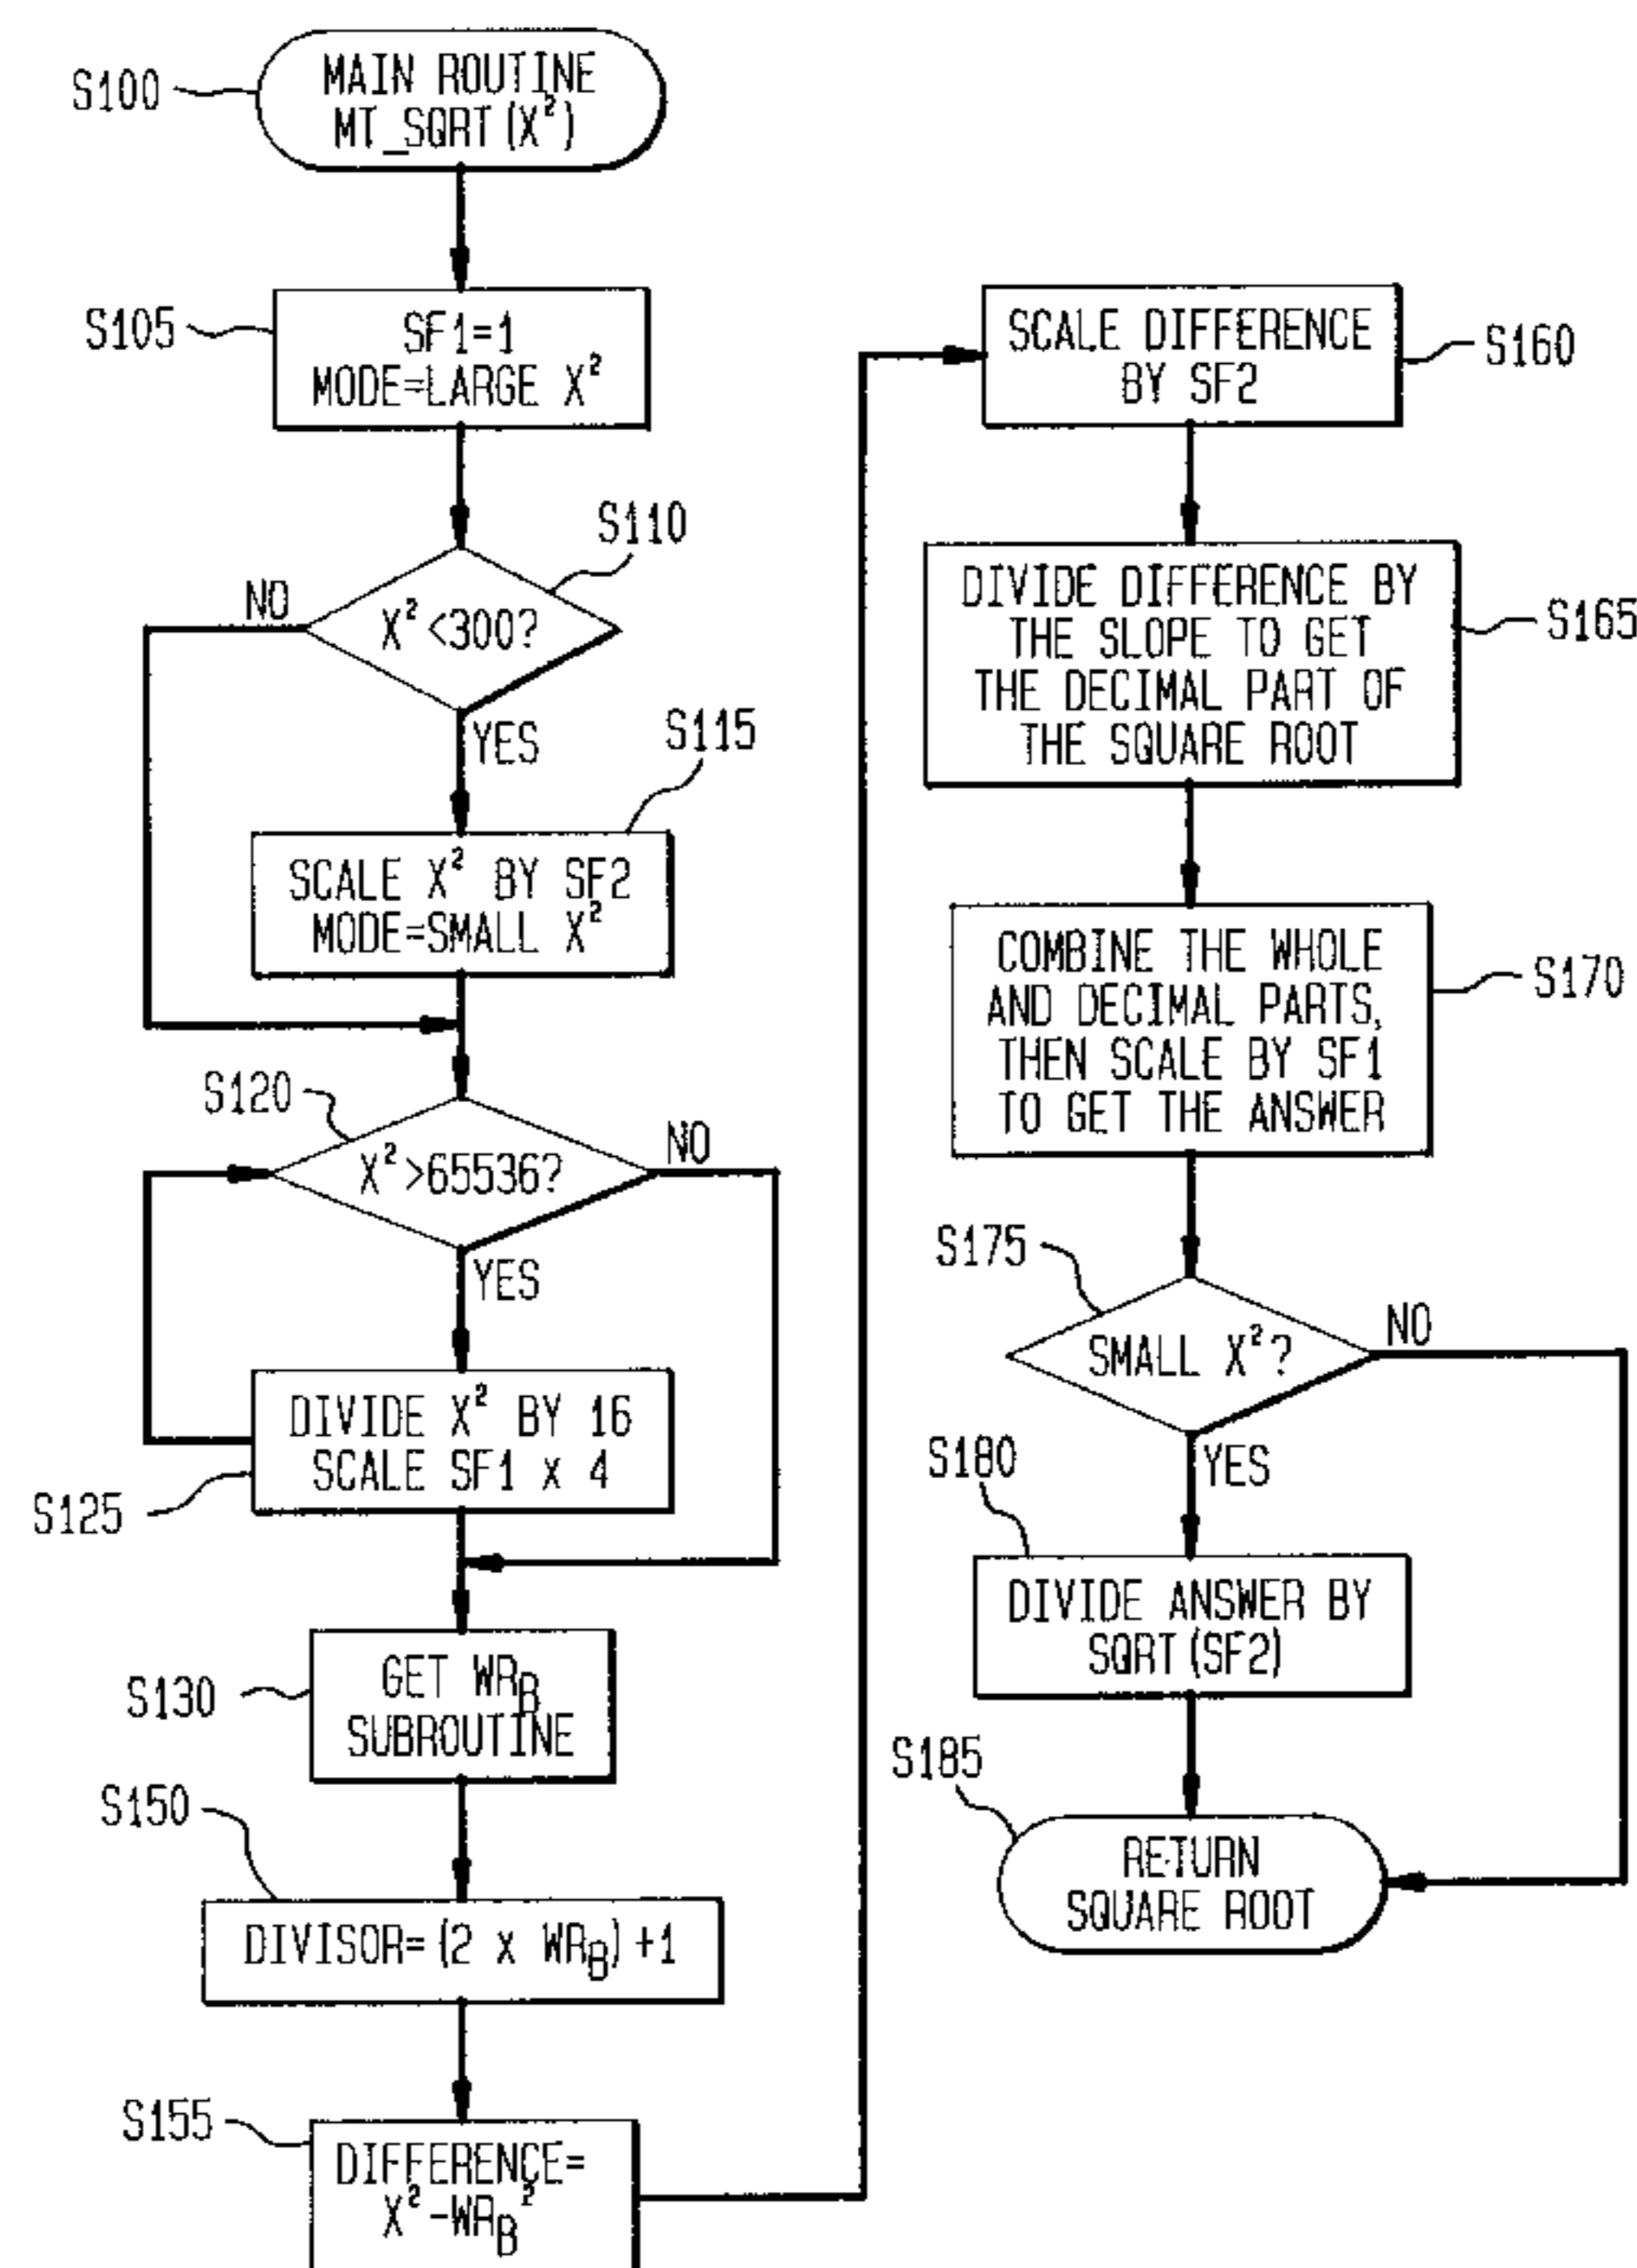 S100
MAIN ROUTINE
MT_SQRT(X²)
S105
SF1=1
MODE=LARGE X²
S110
X²<300?
NO
YES
S115
SCALE X² BY SF2
MODE=SMALL X²
S120
X²>65536?
NO
YES
DIVIDE X² BY 16
SCALE SF1 x 4
S125
S130
GET WR_B
SUBROUTINE
S150
DIVISOR=(2 x WR_B)+1
S155
DIFFERENCE=
X²-WR_B²
SCALE DIFFERENCE
BY SF2
S160
DIVIDE DIFFERENCE BY
THE SLOPE TO GET
THE DECIMAL PART OF
THE SQUARE ROOT
S165
COMBINE THE WHOLE
AND DECIMAL PARTS,
THEN SCALE BY SF1
TO GET THE ANSWER
S170
S175
SMALL X²?
NO
YES
S180
DIVIDE ANSWER BY
SQRT(SF2)
S185
RETURN
SQUARE ROOT